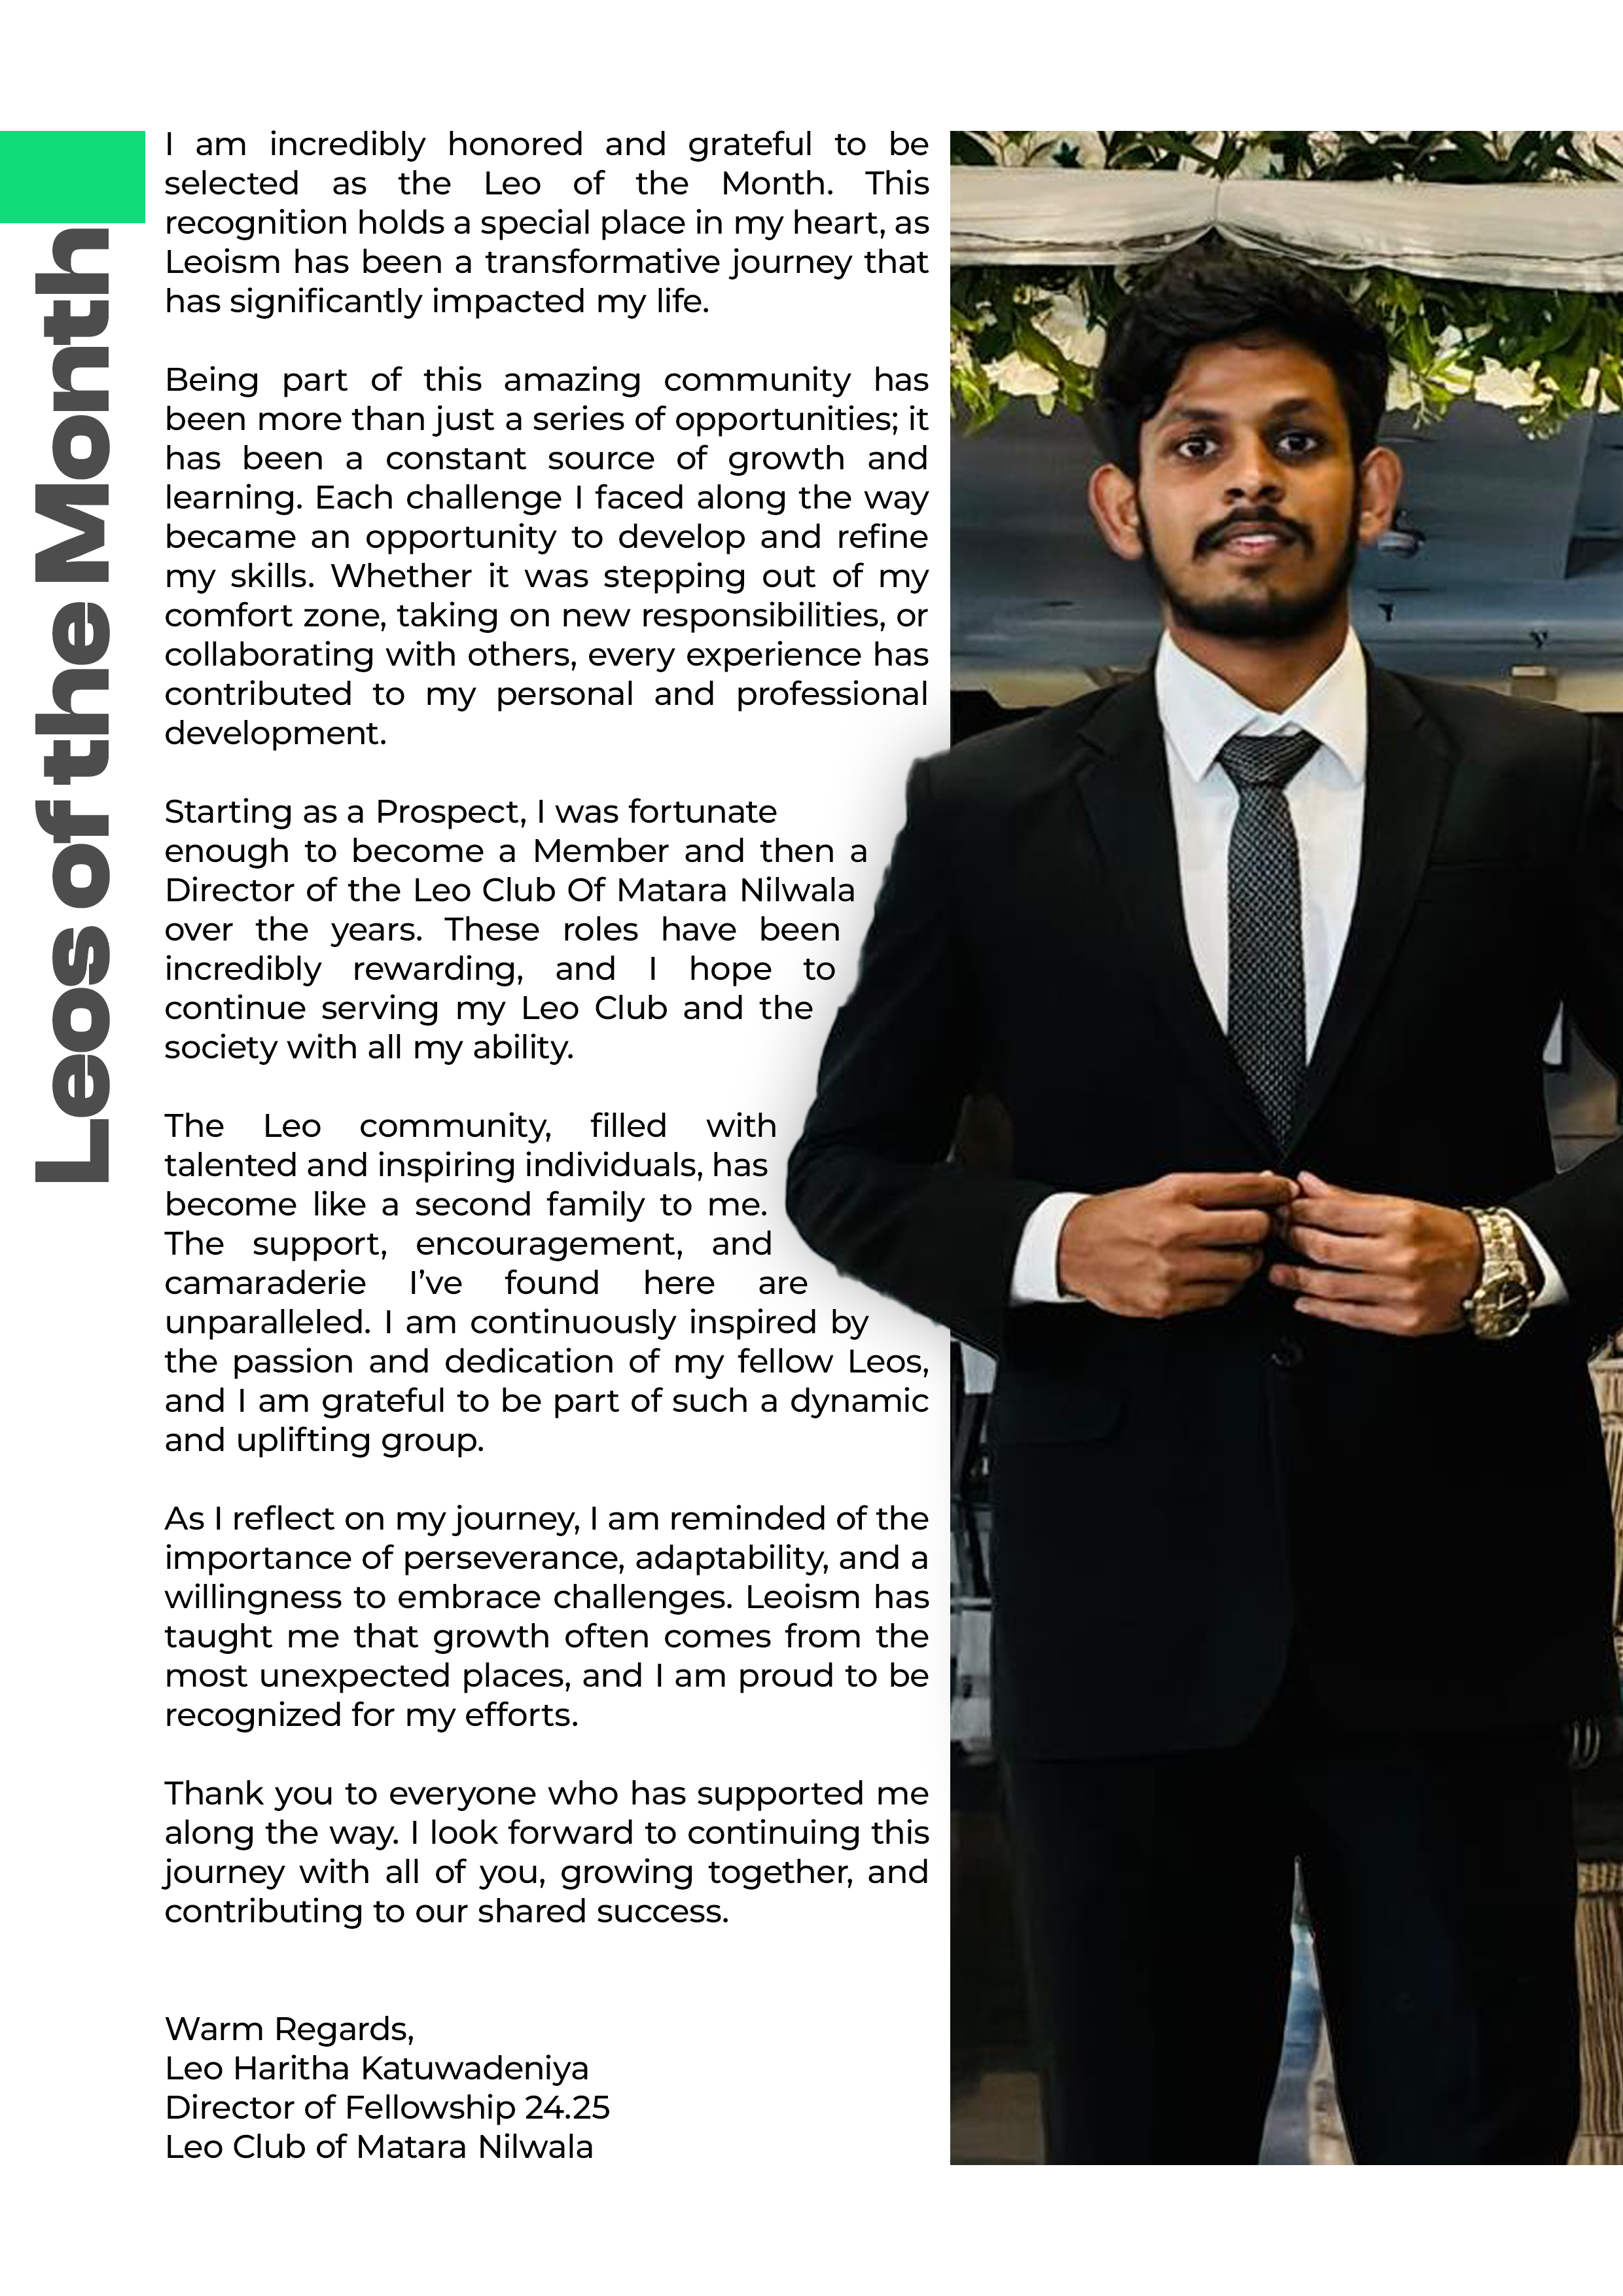 Leos of the Month
I am incredibly honored and grateful to be
selected as the Leo of the Month. This
recognition holds a special place in my heart, as
Leoism has been a transformative journey that
has significantly impacted my life.
Being part of this amazing community has
been more than just a series of opportunities; it
has been a constant source of growth and
learning. Each challenge I faced along the way
became an opportunity to develop and refine
my skills. Whether it was stepping out of my
comfort zone, taking on new responsibilities, or
collaborating with others, every experience has
contributed to my personal and professional
development.
Starting as a Prospect, I was fortunate
enough to become a Member and then a
Director of the Leo Club Of Matara Nilwala
over the years. These roles have been
incredibly rewarding, and I hope to
continue serving my Leo Club and the
society with all my ability.
The Leo community, filled with
talented and inspiring individuals, has
become like a second family to me.
The support, encouragement, and
camaraderie I’ve found here are
unparalleled. I am continuously inspired by
the passion and dedication of my fellow Leos,
and I am grateful to be part of such a dynamic
and uplifting group.
As I reflect on my journey, I am reminded of the
importance of perseverance, adaptability, and a
willingness to embrace challenges. Leoism has
taught me that growth often comes from the
most unexpected places, and I am proud to be
recognized for my efforts.
Thank you to everyone who has supported me
along the way. I look forward to continuing this
journey with all of you, growing together, and
contributing to our shared success.
Warm Regards,
Leo Haritha Katuwadeniya
Director of Fellowship 24.25
Leo Club of Matara Nilwala